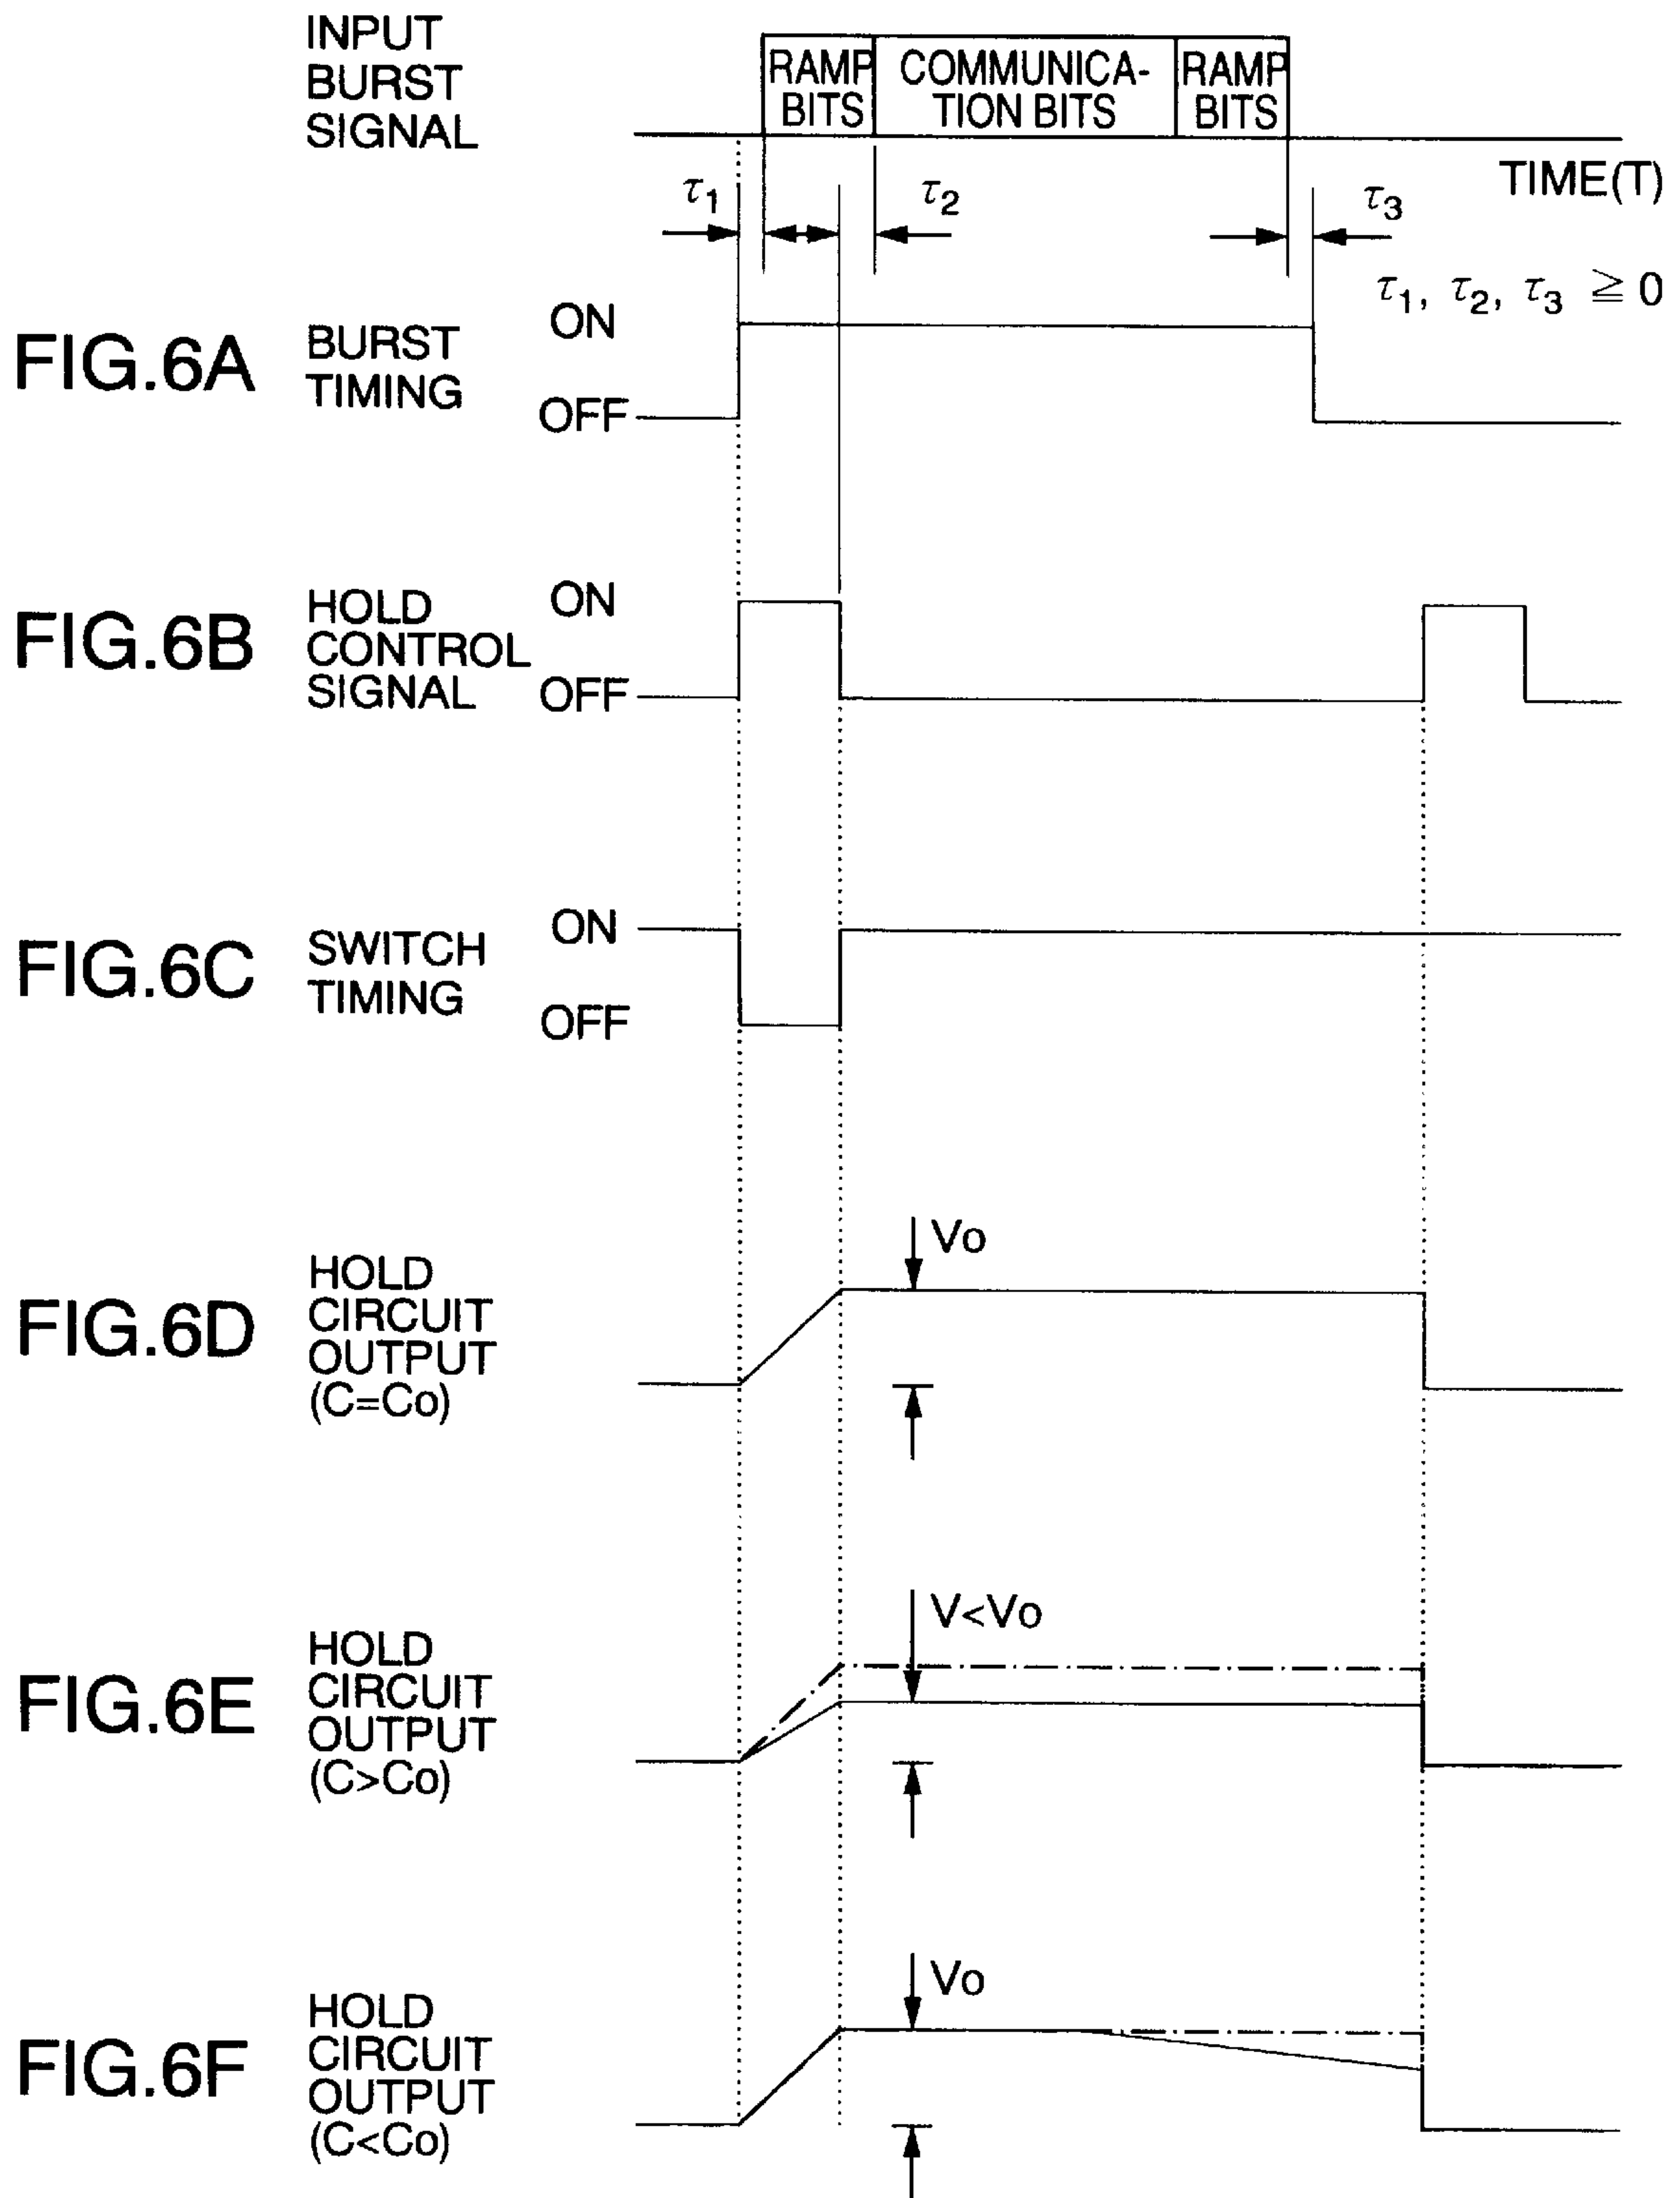 INPUT
BURST
SIGNAL
RAMP
BITS
COMMUNICA-
TION BITS
RAMP
BITS
TIME(T)
τ1
τ2
τ3
τ1, τ2, τ3 ≧ 0
FIG.6A
BURST
TIMING
ON
OFF
FIG.6B
HOLD
CONTROL
SIGNAL
ON
OFF
FIG.6C
SWITCH
TIMING
ON
OFF
FIG.6D
HOLD
CIRCUIT
OUTPUT
(C=Co)
Vo
FIG.6E
HOLD
CIRCUIT
OUTPUT
(C>Co)
V<Vo
FIG.6F
HOLD
CIRCUIT
OUTPUT
(C<Co)
Vo